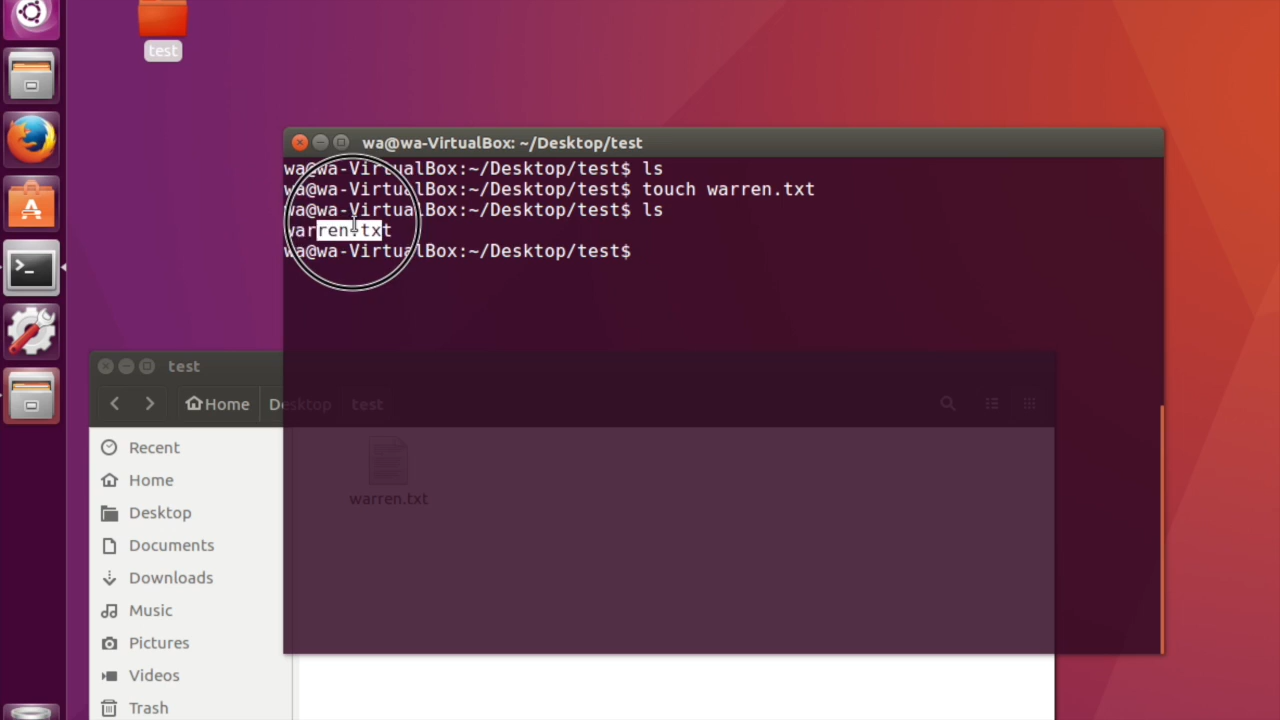 test
wa@wa-VirtualBox: ~/Desktop/test
wa@wa-VirtualBox:~/Desktop/test$ ls
wa@wa-VirtualBox:~/Desktop/test$ touch warren.txt
wa@wa-VirtualBox:~/Desktop/test$ ls
warren.txt
wa@wa-VirtualBox:~/Desktop/test$
test
Home Desktop test
Recent
Home
Desktop
Documents
Downloads
Music
Pictures
Videos
Trash
warren.txt